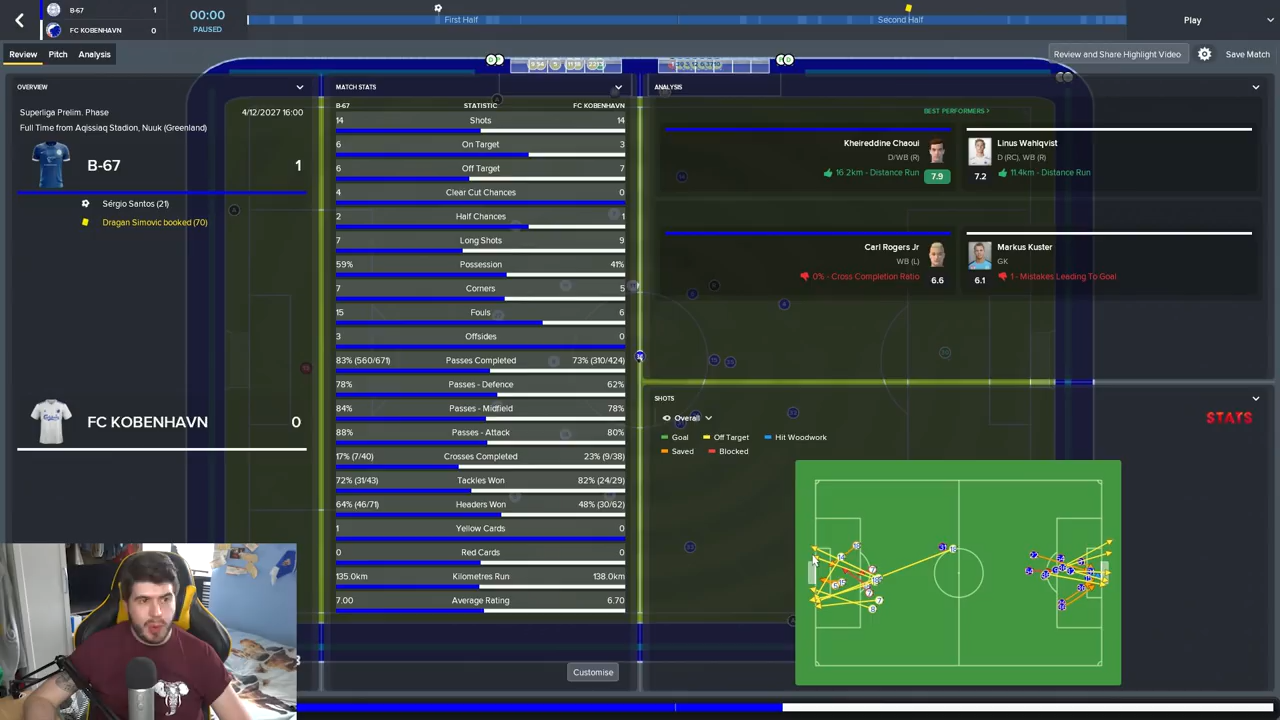 B-67 1
FC KOBENHAVN 0
00:00
PAUSED
First Half
Second Half
Play
Review
Pitch
Analysis
Review and Share Highlight Video
Save Match
OVERVIEW
Superliga Prelim. Phase
4/12/2027 16:00
Full Time from Aqissiaq Stadium, Nuuk (Greenland)
B-67 1
Sérgio Santos (21)
Dragan Simovic booked (70)
FC KOBENHAVN 0
MATCH STATS
B-67 STATISTIC FC KOBENHAVN
14 Shots 14
6 On Target 3
6 Off Target 7
4 Clear Cut Chances 0
2 Half Chances 1
7 Long Shots 9
59% Possession 41%
7 Corners 5
15 Fouls 6
3 Offsides 0
83% (560/671) Passes Completed 73% (310/424)
78% Passes - Defence 62%
84% Passes - Midfield 78%
88% Passes - Attack 80%
17% (7/40) Crosses Completed 23% (9/38)
72% (31/43) Tackles Won 82% (24/29)
64% (46/71) Headers Won 48% (30/62)
1 Yellow Cards 0
0 Red Cards 0
135.0km Kilometres Run 138.0km
7.00 Average Rating 6.70
Customise
ANALYSIS
BEST PERFORMERS >
Kheireddine Chaoui
D/WB (R)
16.2km - Distance Run 7.9
Linus Wahlqvist
D (RC), WB (R)
7.2 11.4km - Distance Run
Carl Rogers Jr
WB (L)
0% - Cross Completion Ratio 6.6
Markus Kuster
GK
6.1 1 - Mistakes Leading To Goal
SHOTS
Overall
STATS
Goal
Off Target
Hit Woodwork
Saved
Blocked